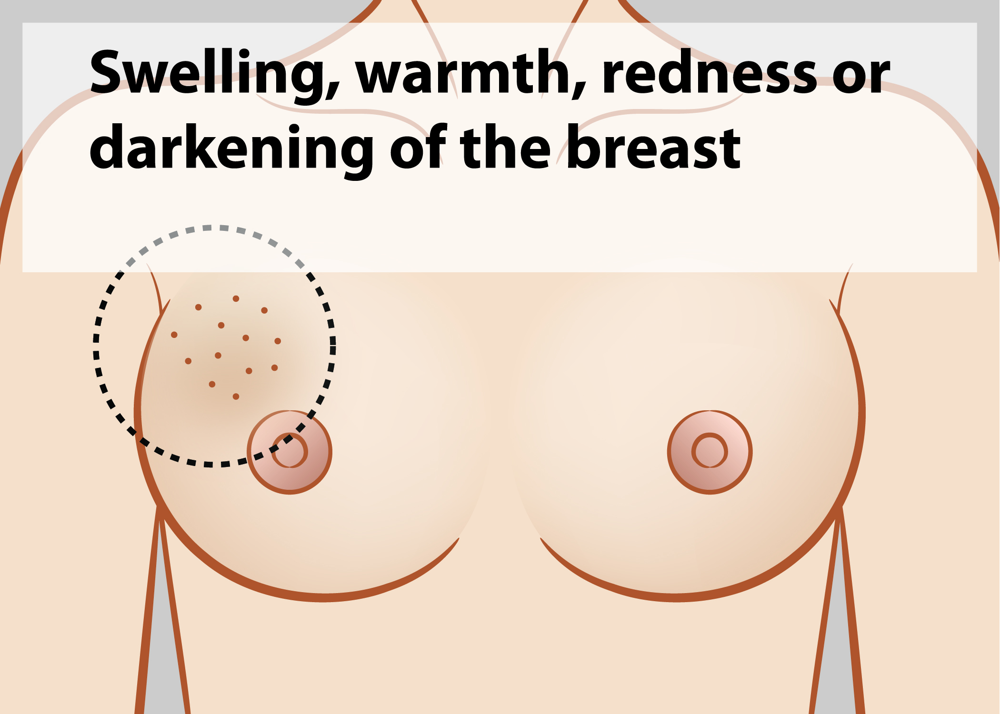 Swelling, warmth, redness or
darkening of the breast